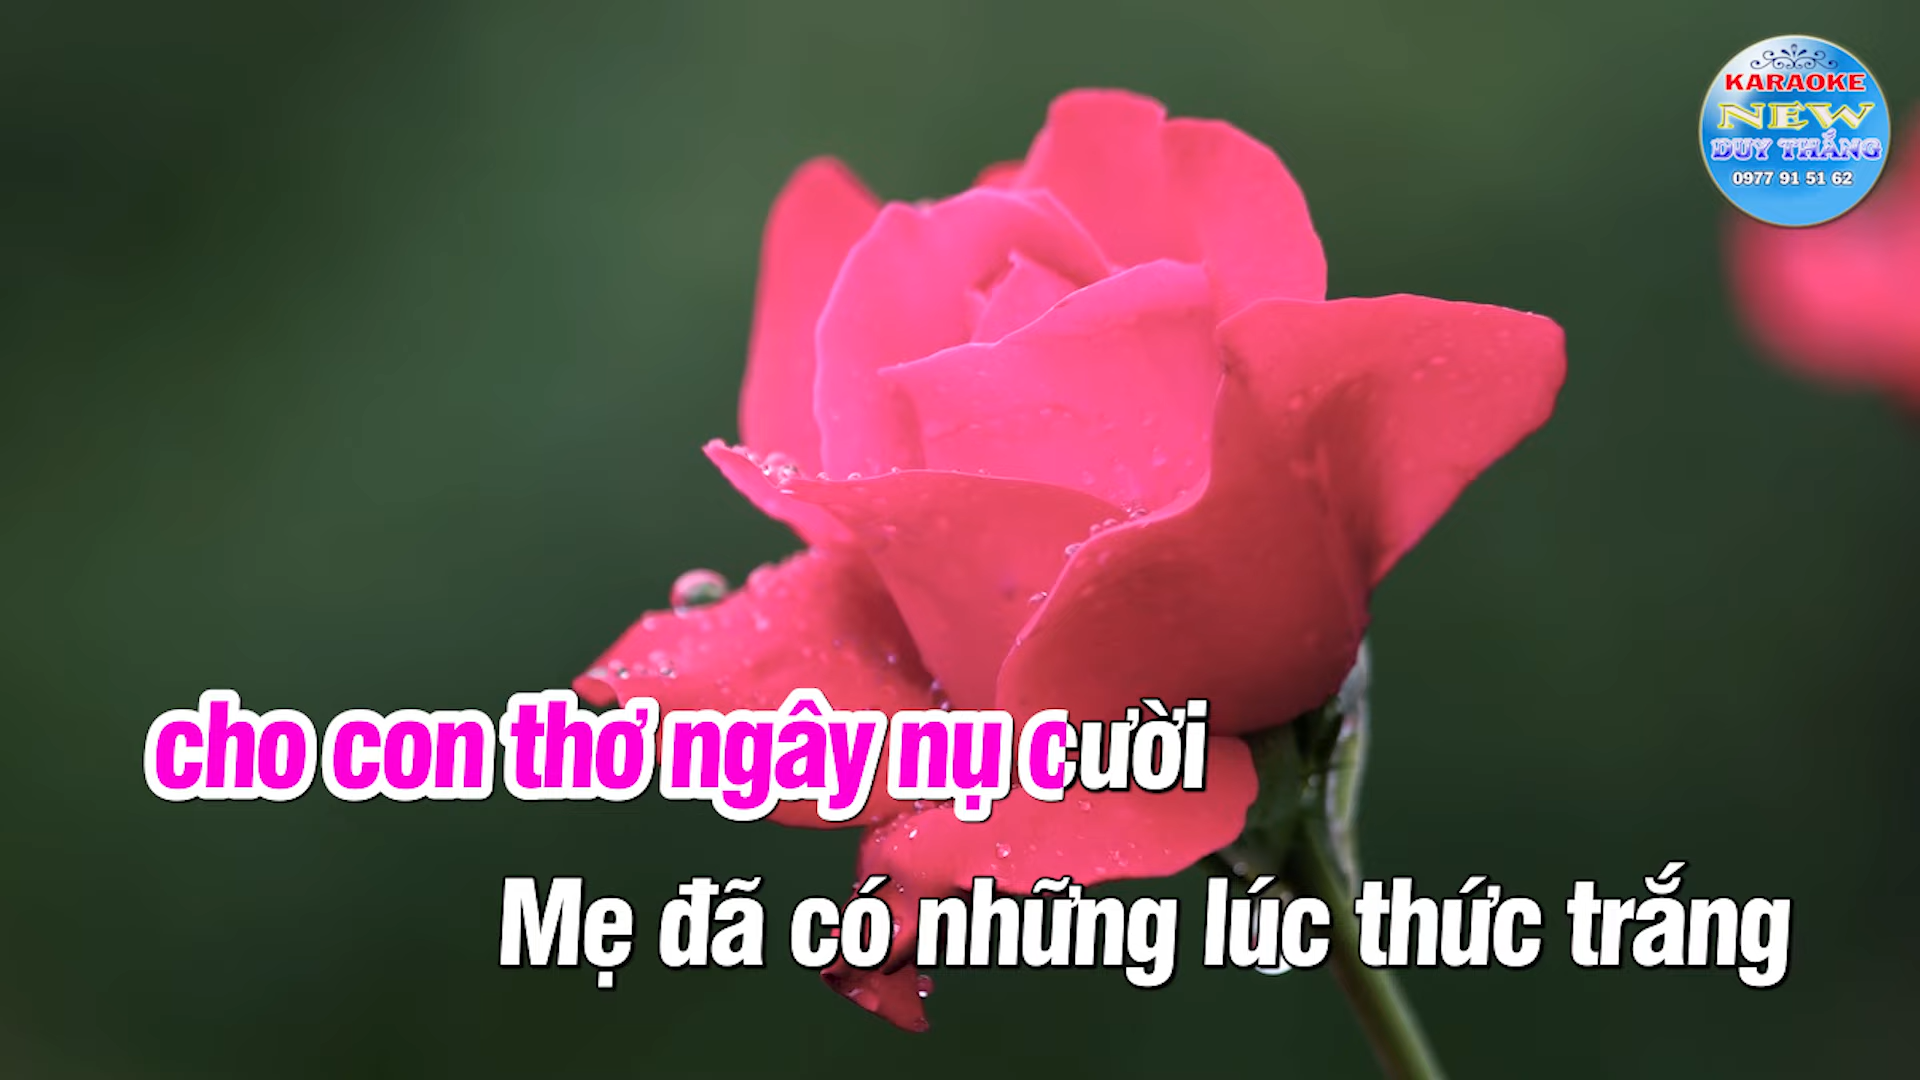 KARAOKE
NEW
DUY THẮNG
0977 91 51 62
cho con thơ ngây nụ cười
Mẹ đã có những lúc thức trắng